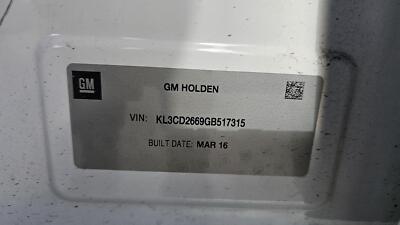 GM
GM HOLDEN
VIN: KL3CD2669GB517315
BUILT DATE: MAR 16